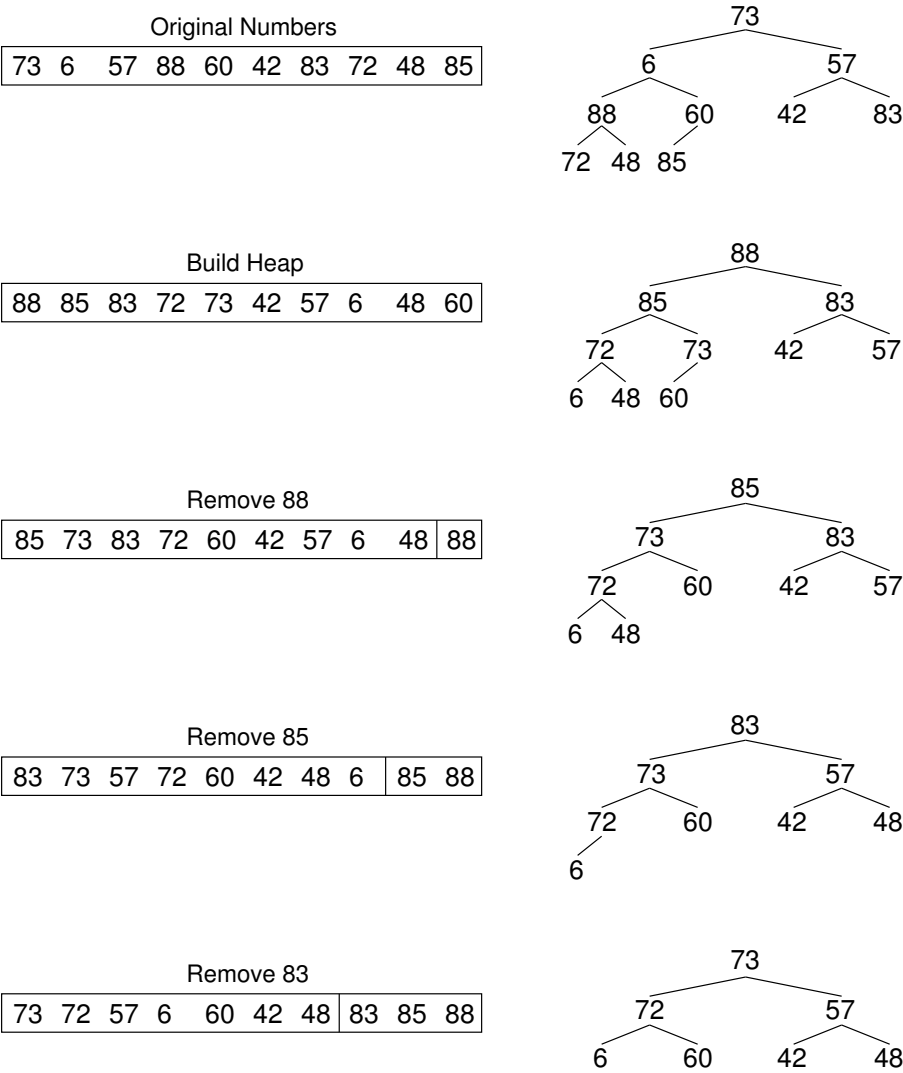 Original Numbers
73 6 57 88 60 42 83 72 48 85
73
6 57
88 60 42 83
72 48 85
Build Heap
88 85 83 72 73 42 57 6 48 60
88
85 83
72 73 42 57
6 48 60
Remove 88
85 73 83 72 60 42 57 6 48 88
85
73 83
72 60 42 57
6 48
Remove 85
83 73 57 72 60 42 48 6 85 88
83
73 57
72 60 42 48
6
Remove 83
73 72 57 6 60 42 48 83 85 88
73
72 57
6 60 42 48